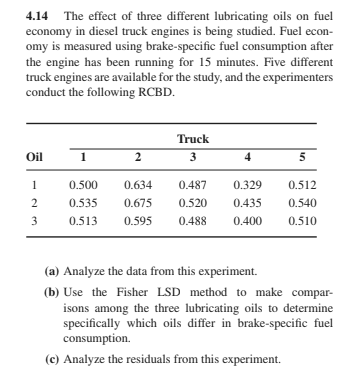 4.14 The effect of three different lubricating oils on fuel
economy in diesel truck engines is being studied. Fuel econ-
omy is measured using brake-specific fuel consumption after
the engine has been running for 15 minutes. Five different
truck engines are available for the study, and the experimenters
conduct the following RCBD.
Truck
Oil 1 2 3 4 5
1 0.500 0.634 0.487 0.329 0.512
2 0.535 0.675 0.520 0.435 0.540
3 0.513 0.595 0.488 0.400 0.510
(a) Analyze the data from this experiment.
(b) Use the Fisher LSD method to make compar-
isons among the three lubricating oils to determine
specifically which oils differ in brake-specific fuel
consumption.
(c) Analyze the residuals from this experiment.